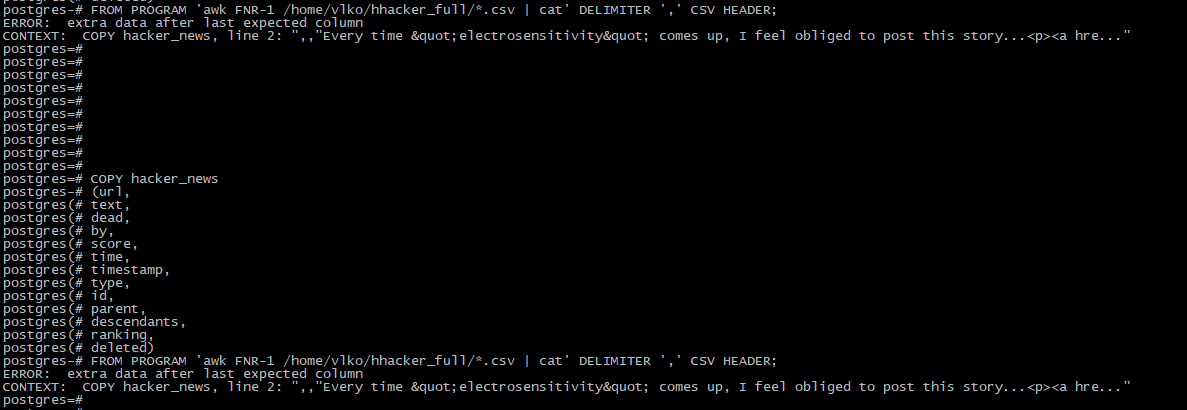 postgres=# FROM PROGRAM 'awk FNR-1 /home/vlko/hhacker_full/*.csv | cat' DELIMITER ',' CSV HEADER;
ERROR:  extra data after last expected column
CONTEXT:  COPY hacker_news, line 2: ",,"Every time &quot;electrosensitivity&quot; comes up, I feel obliged to post this story...<p><a hre..."
postgres=#
postgres=#
postgres=#
postgres=#
postgres=#
postgres=#
postgres=#
postgres=#
postgres=#
postgres=#
postgres=# COPY hacker_news
postgres-# (url,
postgres(# text,
postgres(# dead,
postgres(# by,
postgres(# score,
postgres(# time,
postgres(# timestamp,
postgres(# type,
postgres(# id,
postgres(# parent,
postgres(# descendants,
postgres(# ranking,
postgres(# deleted)
postgres-# FROM PROGRAM 'awk FNR-1 /home/vlko/hhacker_full/*.csv | cat' DELIMITER ',' CSV HEADER;
ERROR:  extra data after last expected column
CONTEXT:  COPY hacker_news, line 2: ",,"Every time &quot;electrosensitivity&quot; comes up, I feel obliged to post this story...<p><a hre..."
postgres=#